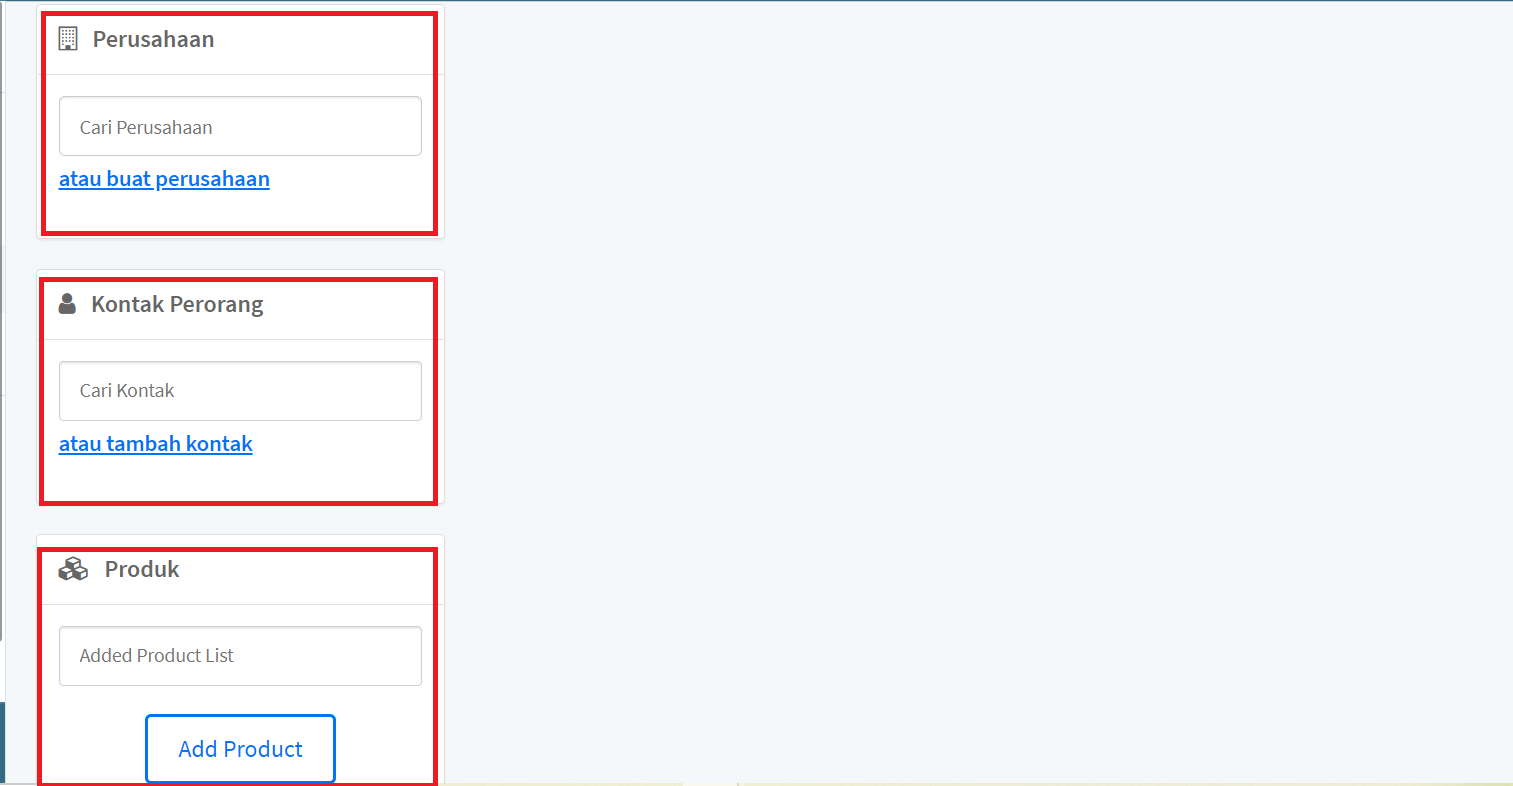 Perusahaan
Cari Perusahaan
atau buat perusahaan
Kontak Perorang
Cari Kontak
atau tambah kontak
Produk
Added Product List
Add Product